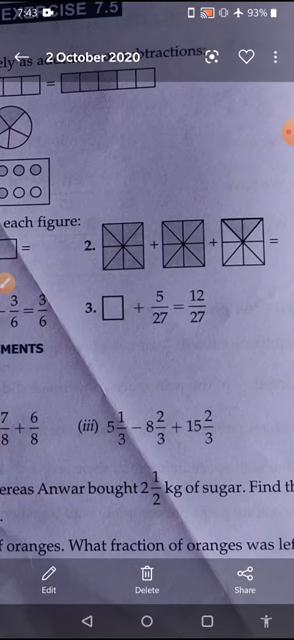 7:43 93%
EXERCISE 7.5
2 October 2020
ely as a btractions:
=
each figure:
=
2. + + =
3/6 = 3/6
3. □ + 5/27 = 12/27
MENTS
7/8 + 6/8 (iii) 5 1/3 − 8 2/3 + 15 2/3
ereas Anwar bought 2 1/2 kg of sugar. Find th
f oranges. What fraction of oranges was lef
Edit Delete Share